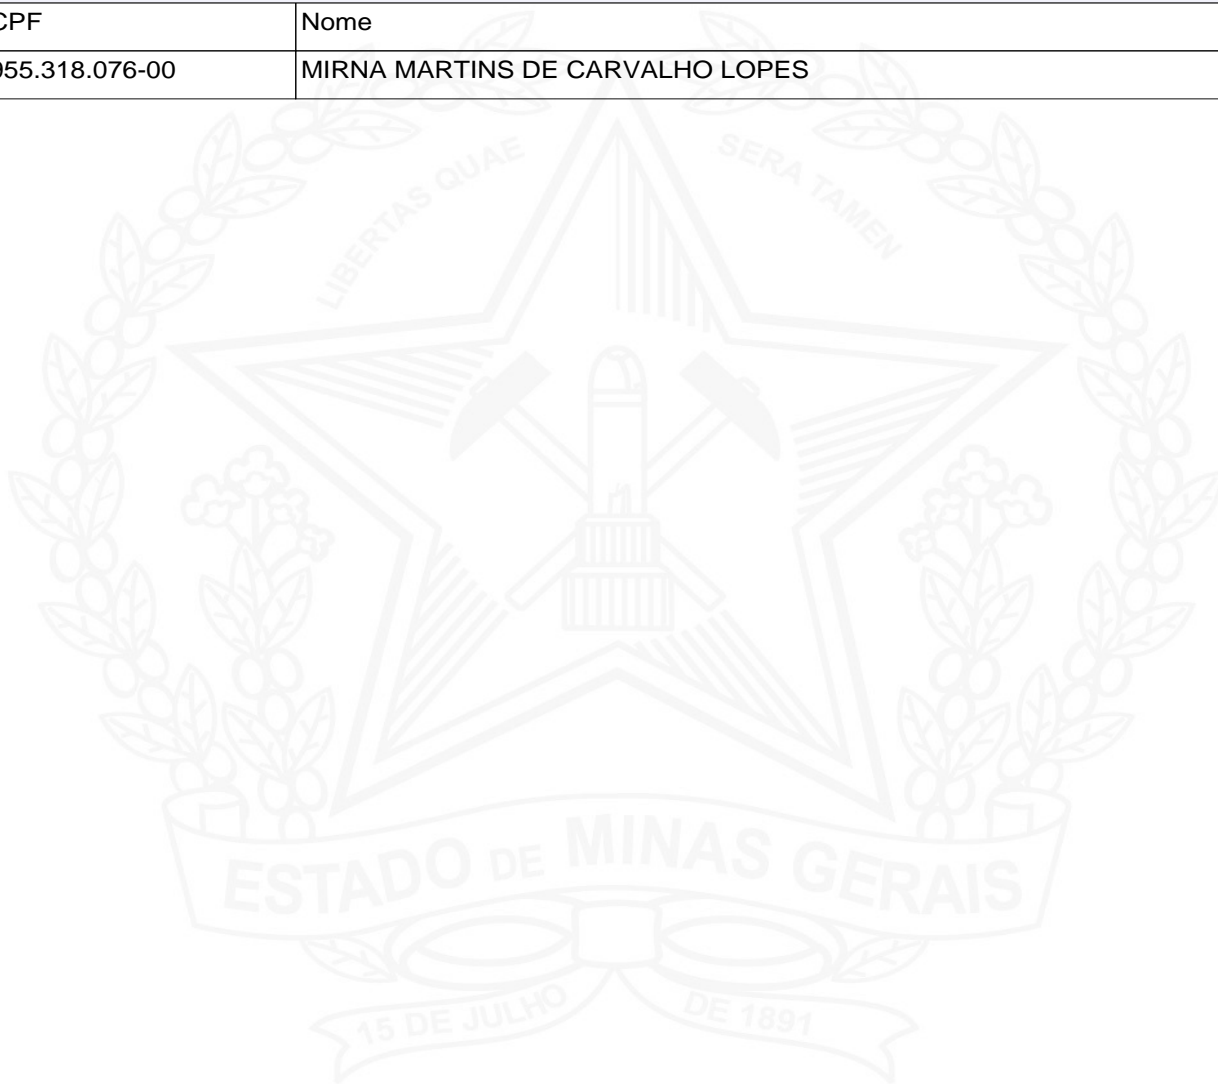 CPF Nome
955.318.076-00 MIRNA MARTINS DE CARVALHO LOPES
LIBERTAS QUAE SERA TAMEN
ESTADO DE MINAS GERAIS
15 DE JULHO DE 1891